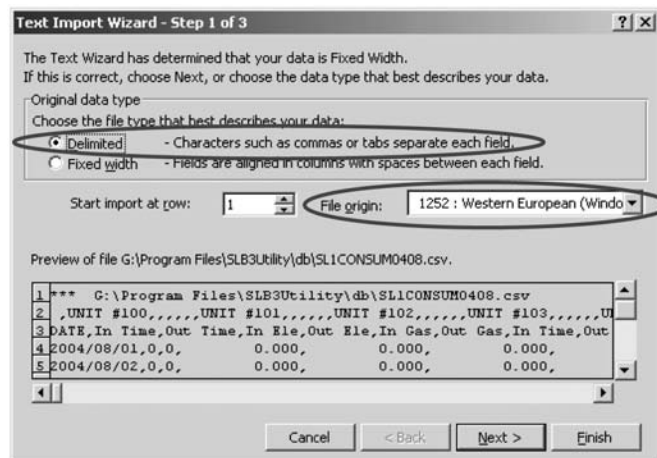 Text Import Wizard - Step 1 of 3
The Text Wizard has determined that your data is Fixed Width.
If this is correct, choose Next, or choose the data type that best describes your data.
Original data type
Choose the file type that best describes your data:
Delimited - Characters such as commas or tabs separate each field.
Fixed width - Fields are aligned in columns with spaces between each field.
Start import at row: 1 File origin: 1252 : Western European (Windo
Preview of file G:\Program Files\SLB3Utility\db\SL1CONSUM0408.csv.
1 *** G:\Program Files\SLB3Utility\db\SL1CONSUM0408.csv
2 ,UNIT #100,,,,,,UNIT #101,,,,,,UNIT #102,,,,,,UNIT #103,,,,,,U
3 DATE,In Time,Out Time,In Ele,Out Ele,In Gas,Out Gas,In Time,Out
4 2004/08/01,0,0, 0.000, 0.000, 0.000,
5 2004/08/02,0,0, 0.000, 0.000, 0.000,
Cancel < Back Next > Finish